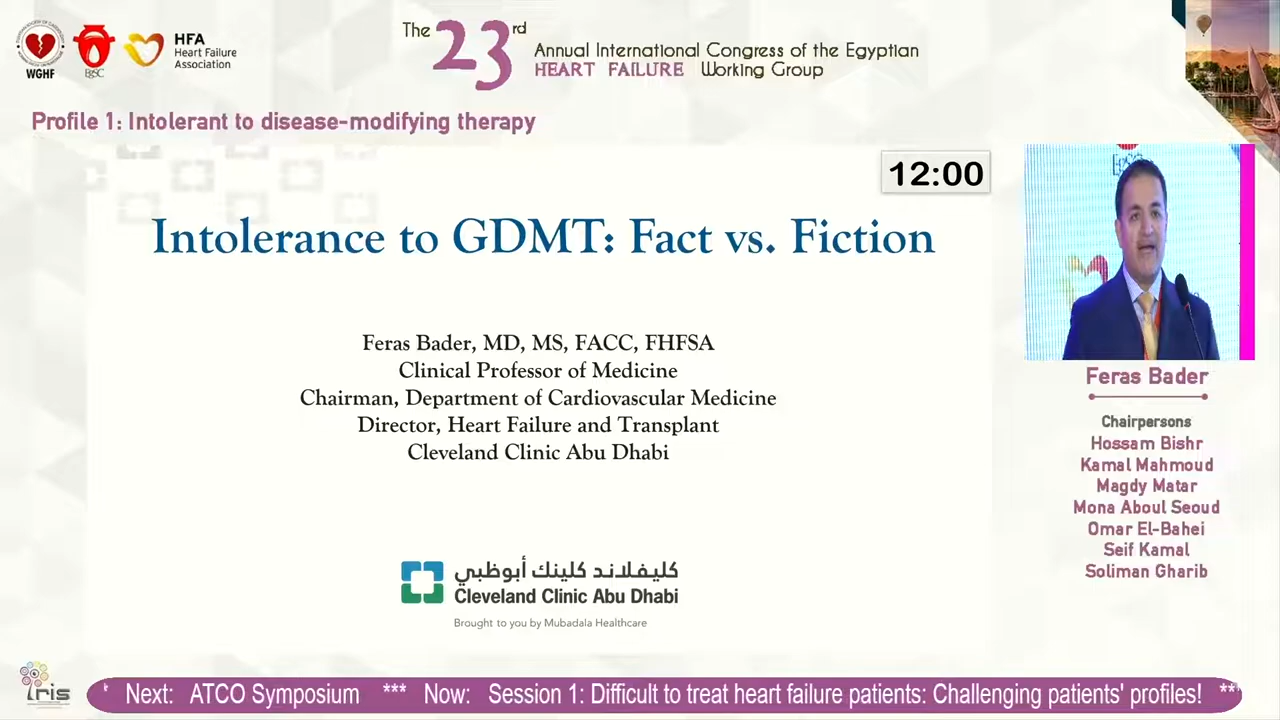 WGHF
EgSC
HFA
Heart Failure
Association
The 23rd
Annual International Congress of the Egyptian
HEART FAILURE Working Group
Profile 1: Intolerant to disease-modifying therapy
12:00
Intolerance to GDMT: Fact vs. Fiction
Feras Bader, MD, MS, FACC, FHFSA
Clinical Professor of Medicine
Chairman, Department of Cardiovascular Medicine
Director, Heart Failure and Transplant
Cleveland Clinic Abu Dhabi
كليفلاند كلينك أبوظبي
Cleveland Clinic Abu Dhabi
Brought to you by Mubadala Healthcare
EgSC
Feras Bader
Chairpersons
Hossam Bishr
Kamal Mahmoud
Magdy Matar
Mona Aboul Seoud
Omar El-Bahei
Seif Kamal
Soliman Gharib
iris
* Next: ATCO Symposium *** Now: Session 1: Difficult to treat heart failure patients: Challenging patients' profiles! **